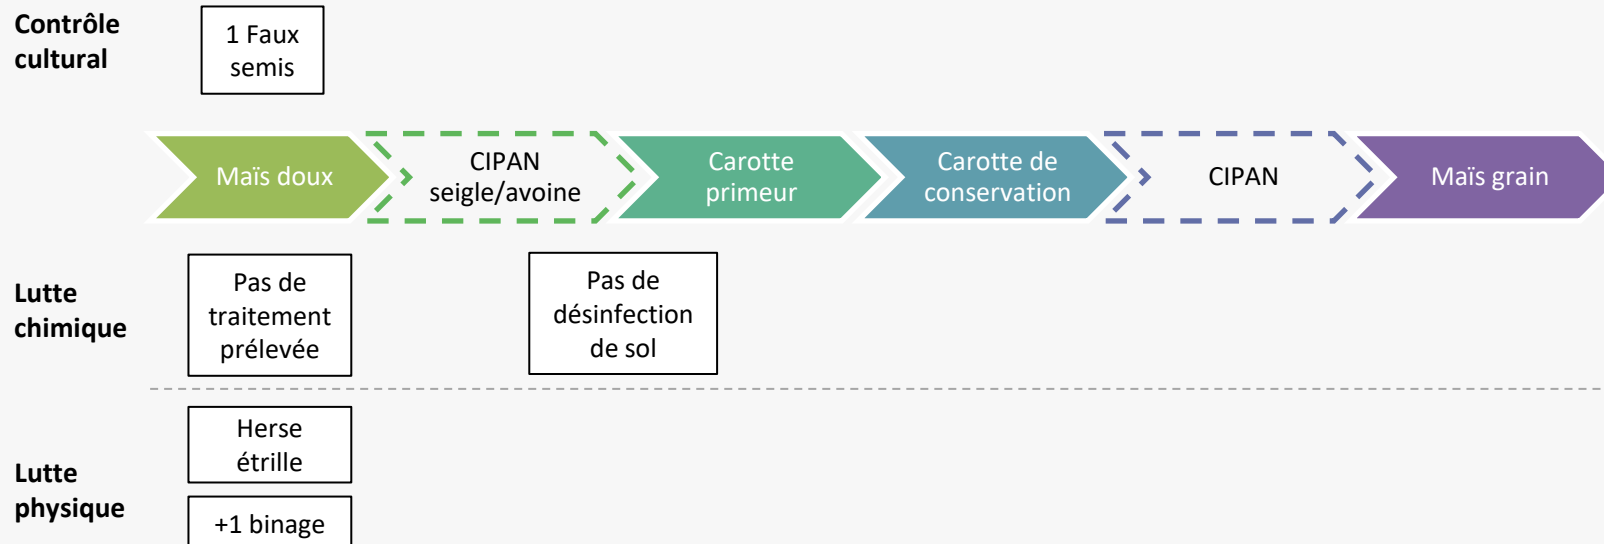 Contrôle
cultural
1 Faux
semis
Maïs doux
CIPAN
seigle/avoine
Carotte
primeur
Carotte de
conservation
CIPAN
Maïs grain
Lutte
chimique
Pas de
traitement
prélevée
Pas de
désinfection
de sol
Lutte
physique
Herse
étrille
+1 binage